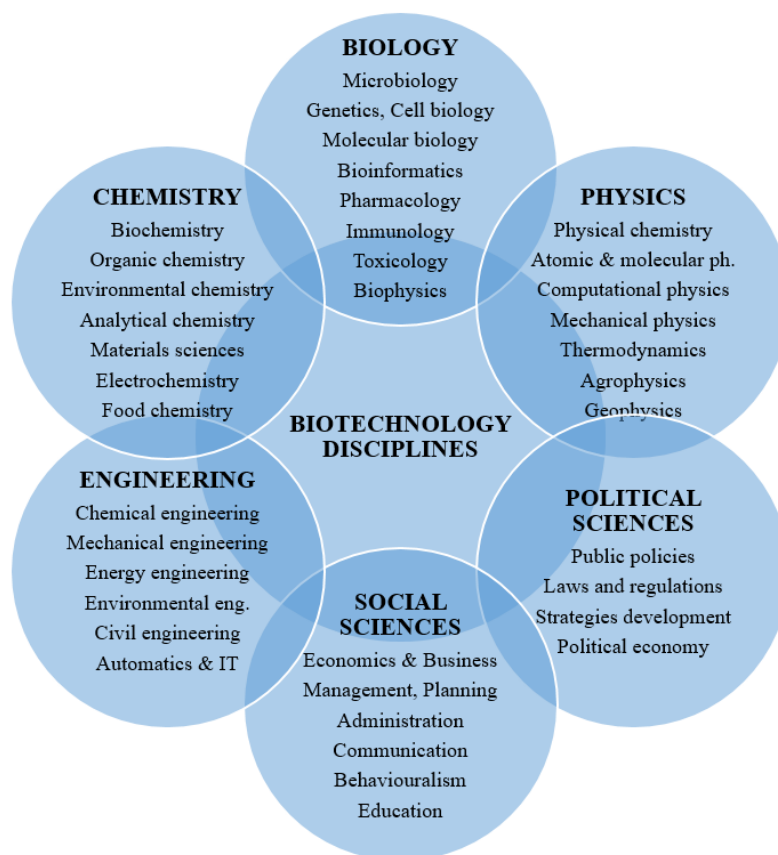 BIOLOGY
Microbiology
Genetics, Cell biology
Molecular biology
Bioinformatics
Pharmacology
Immunology
Toxicology
Biophysics
CHEMISTRY
Biochemistry
Organic chemistry
Environmental chemistry
Analytical chemistry
Materials sciences
Electrochemistry
Food chemistry
PHYSICS
Physical chemistry
Atomic & molecular ph.
Computational physics
Mechanical physics
Thermodynamics
Agrophysics
Geophysics
BIOTECHNOLOGY
DISCIPLINES
ENGINEERING
Chemical engineering
Mechanical engineering
Energy engineering
Environmental eng.
Civil engineering
Automatics & IT
SOCIAL
SCIENCES
Economics & Business
Management, Planning
Administration
Communication
Behaviouralism
Education
POLITICAL
SCIENCES
Public policies
Laws and regulations
Strategies development
Political economy